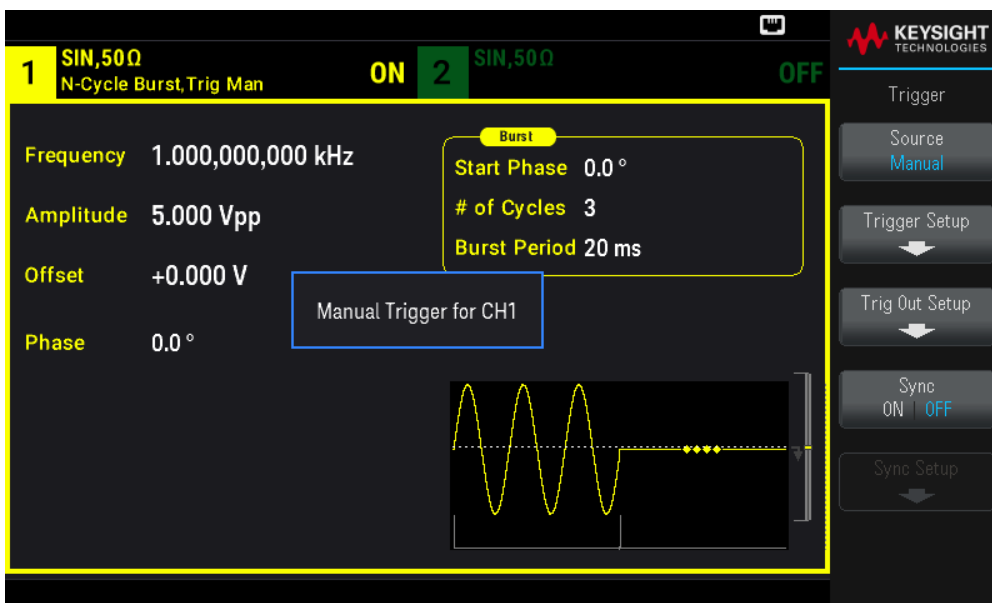 KEYSIGHT
TECHNOLOGIES
1
SIN,50Ω
N-Cycle Burst,Trig Man
ON
2
SIN,50Ω
OFF
Trigger
Frequency 1.000,000,000 kHz
Amplitude 5.000 Vpp
Offset +0.000 V
Phase 0.0 °
Burst
Start Phase 0.0 °
# of Cycles 3
Burst Period 20 ms
Manual Trigger for CH1
Source
Manual
Trigger Setup
Trig Out Setup
Sync
ON | OFF
Sync Setup